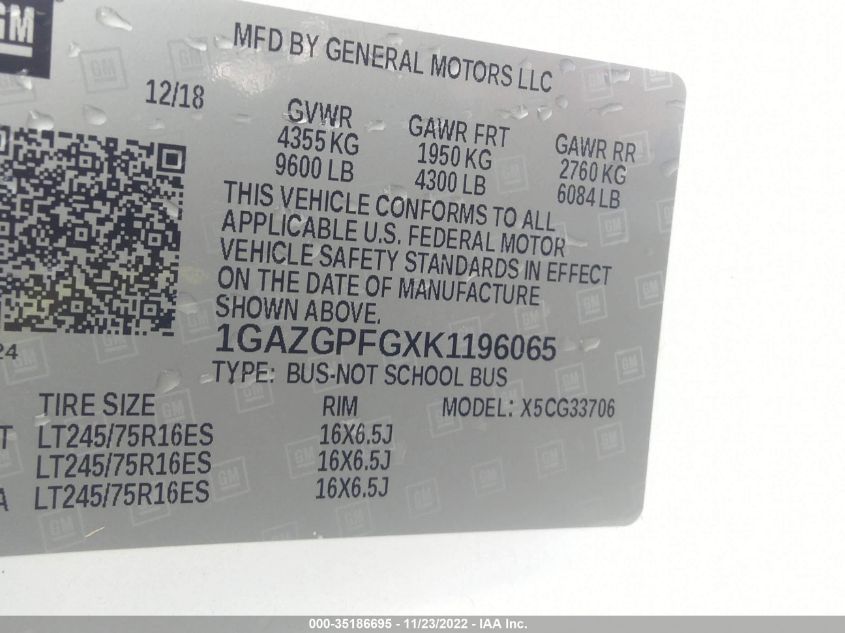 GM
MFD BY GENERAL MOTORS LLC
12/18
GVWR GAWR FRT GAWR RR
4355 KG 1950 KG 2760 KG
9600 LB 4300 LB 6084 LB
THIS VEHICLE CONFORMS TO ALL
APPLICABLE U.S. FEDERAL MOTOR
VEHICLE SAFETY STANDARDS IN EFFECT
ON THE DATE OF MANUFACTURE
SHOWN ABOVE.
24
1GAZGPFGXK1196065
TYPE: BUS-NOT SCHOOL BUS
TIRE SIZE RIM MODEL: X5CG33706
T LT245/75R16ES 16X6.5J
LT245/75R16ES 16X6.5J
A LT245/75R16ES 16X6.5J
000-35186695 - 11/23/2022 - IAA Inc.